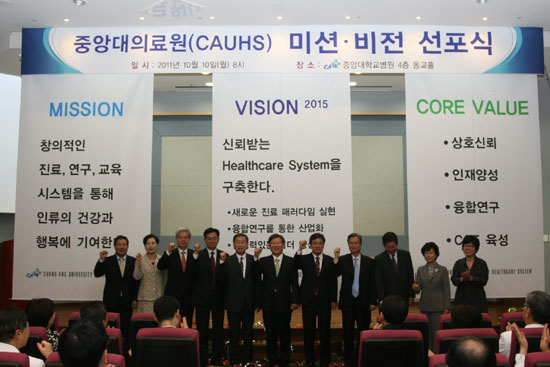 중앙대의료원(CAUHS) 미션·비전 선포식
일 시 : 2011년 10월 10일(월) 8시 장 소 : 중앙대학교병원 4층 동교홀
MISSION
창의적인
진료, 연구, 교육
시스템을 통해
인류의 건강과
행복에 기여한
CHUNG-ANG UNIVERSITY
VISION 2015
신뢰받는
Healthcare System을
구축한다.
•새로운 진료 패러다임 실현
•융합연구를 통한 산업화
CORE VALUE
•상호신뢰
•인재양성
•융합연구
육성
HEALTHCARE SYSTEM